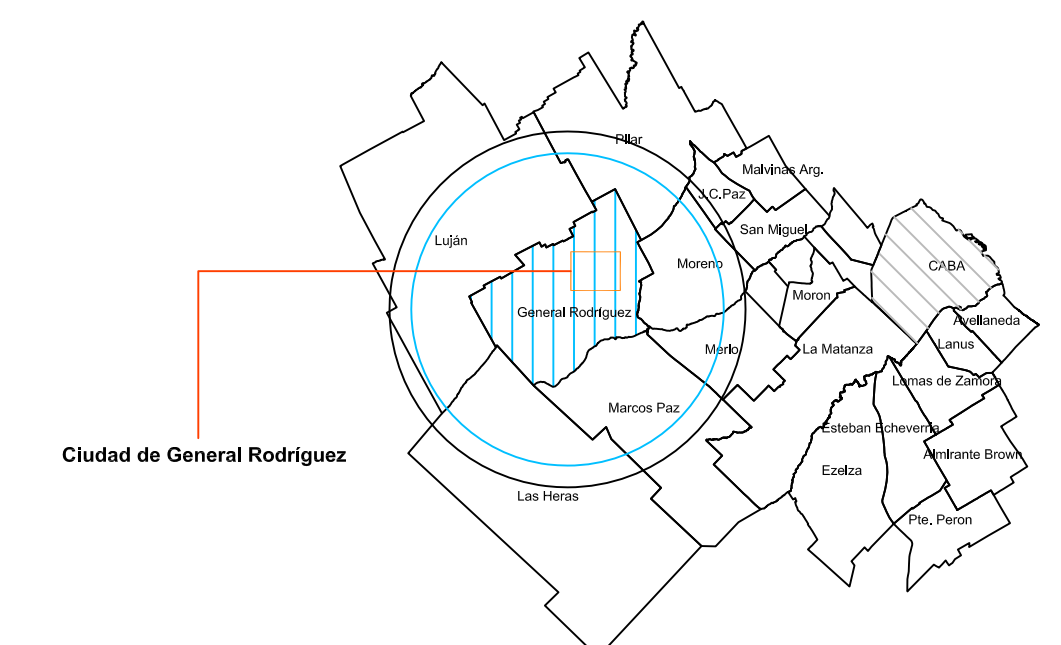 Pilar
Malvinas Arg.
J.C.Paz
San Miguel
Luján
Moreno
CABA
Moron
General Rodríguez
Avellaneda
Lanus
Merlo
La Matanza
Lomas de Zamora
Marcos Paz
Esteban Echeverria
Ciudad de General Rodríguez
Almirante Brown
Ezeiza
Las Heras
Pte. Peron